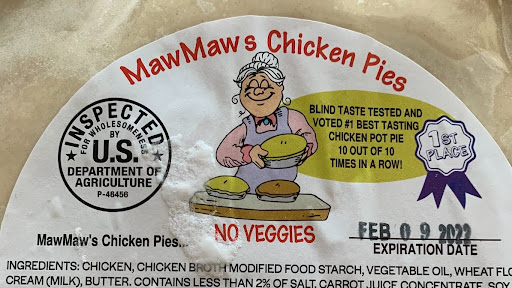 MawMaw's Chicken Pies
INSPECTED
FOR WHOLESOMENESS
BY
U.S.
DEPARTMENT OF
AGRICULTURE
P-46456
BLIND TASTE TESTED AND
VOTED #1 BEST TASTING
CHICKEN POT PIE
10 OUT OF 10
TIMES IN A ROW!
1ST
PLACE
MawMaw's Chicken Pies...
NO VEGGIES
FEB 09 2022
EXPIRATION DATE
INGREDIENTS: CHICKEN, CHICKEN BROTH MODIFIED FOOD STARCH, VEGETABLE OIL, WHEAT
CREAM (MILK), BUTTER. CONTAINS LESS THAN 2% OF SALT, CARROT JUICE CONCENTRATE, SOY